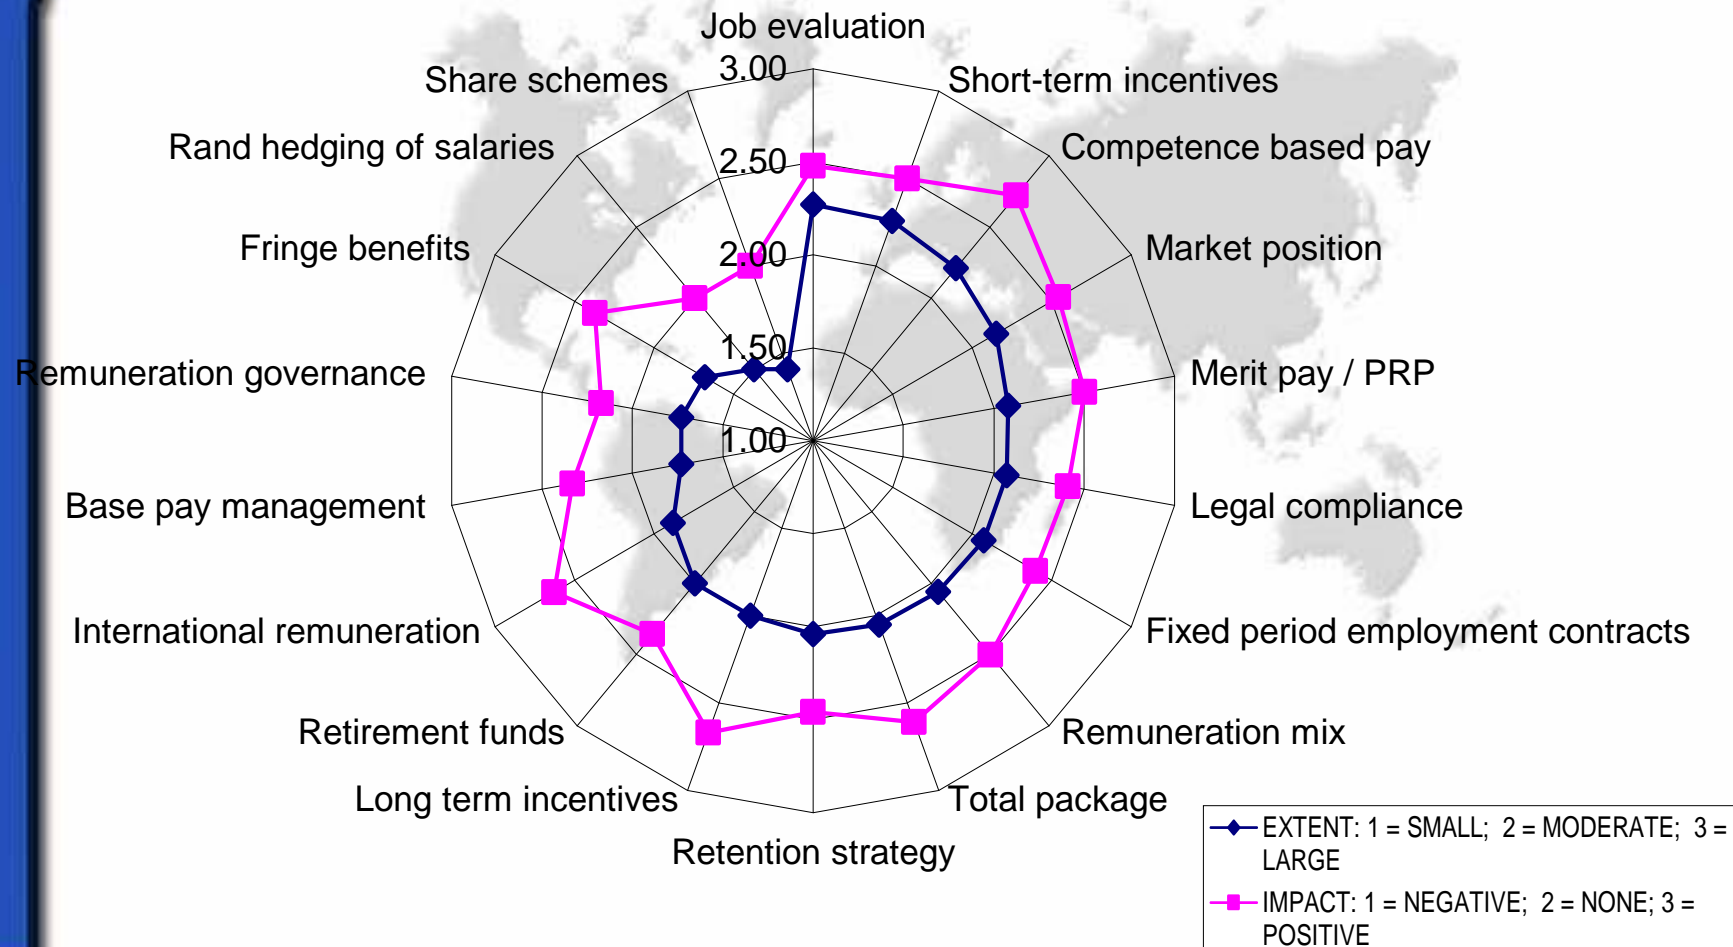 Job evaluation
3.00
Share schemes
Short-term incentives
Rand hedging of salaries
2.50
Competence based pay
Fringe benefits
2.00
Market position
Remuneration governance
1.50
Merit pay / PRP
1.00
Base pay management
Legal compliance
International remuneration
Fixed period employment contracts
Retirement funds
Remuneration mix
Long term incentives
Total package
Retention strategy
EXTENT: 1 = SMALL; 2 = MODERATE; 3 =
LARGE
IMPACT: 1 = NEGATIVE; 2 = NONE; 3 =
POSITIVE